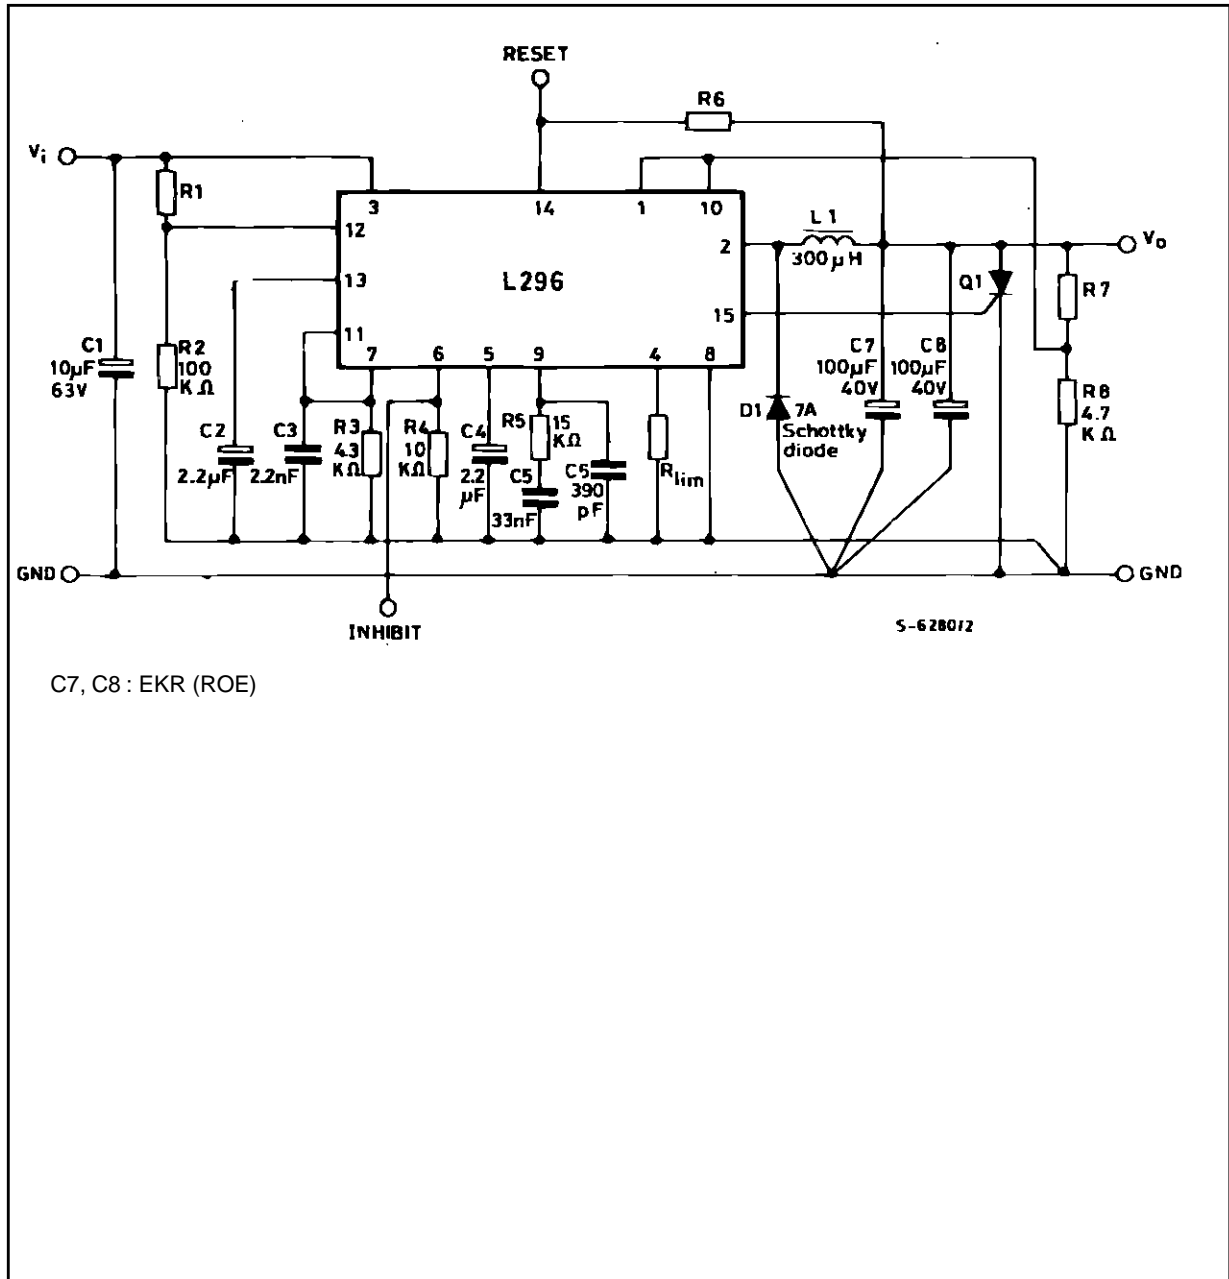 RESET
R6
Vi
R1
3
14
1
10
12
2
L 1
300µH
Vo
13
L296
Q1
R7
15
11
7
6
5
9
4
8
C1
10µF
63V
R2
100
KΩ
C7
100µF
40V
C8
100µF
40V
R8
4.7
KΩ
C2
2.2µF
C3
2.2nF
R3
4.3
KΩ
R4
10
KΩ
C4
2.2
µF
R5
15
KΩ
C5
33nF
C5
390
pF
Rlim
D1
7A
Schottky
diode
GND
GND
INHIBIT
S-6280/2
C7, C8 : EKR (ROE)